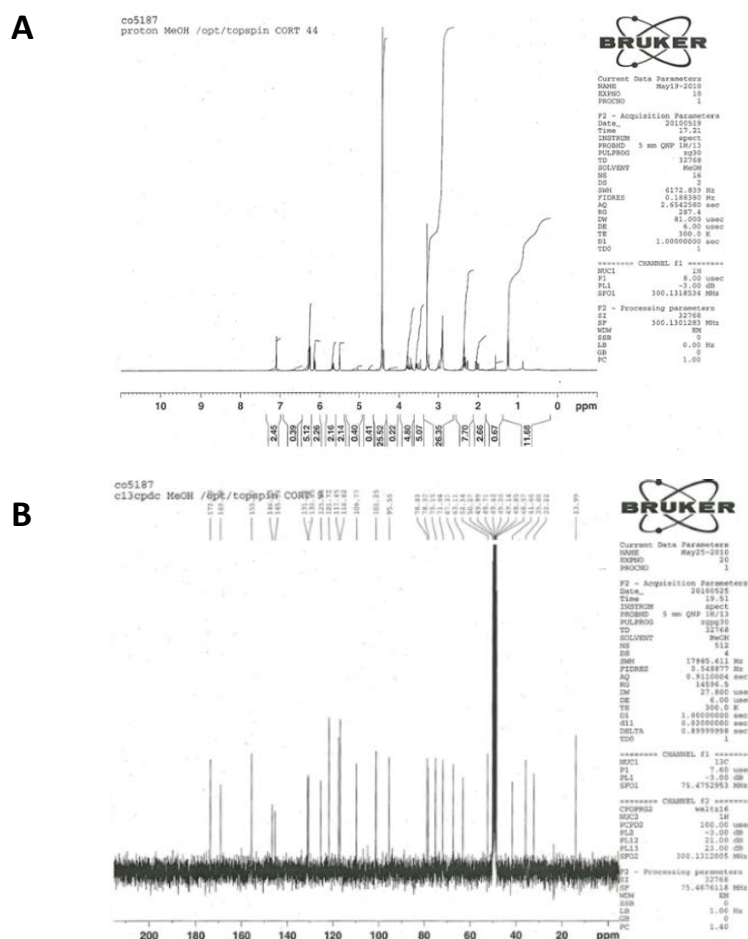 A
co5187
proton MeOH /opt/topspin CORT 44
BRUKER
Current Data Parameters
NAME May19-2010
EXPNO 10
PROCNO 1
F2 - Acquisition Parameters
Date_ 20100519
Time 17.21
INSTRUM spect
PROBHD 5 mm QNP 1H/13
PULPROG zg30
TD 32768
SOLVENT MeOH
NS 16
DS 2
SWH 6172.839 Hz
FIDRES 0.188380 Hz
AQ 2.6542580 sec
RG 287.4
DW 81.000 usec
DE 6.00 usec
TE 300.0 K
D1 1.00000000 sec
TD0 1
======== CHANNEL f1 ========
NUC1 1H
P1 8.00 usec
PL1 -3.00 dB
SFO1 300.1318534 MHz
F2 - Processing parameters
SI 32768
SF 300.1301283 MHz
WDW EM
SSB 0
LB 0.00 Hz
GB 0
PC 1.00
10 9 8 7 6 5 4 3 2 1 0 ppm
2.45 0.39 5.12 2.26 2.16 2.14 0.40 0.41 25.52 0.22 4.80 5.07 26.35 7.70 2.66 0.67 11.68
B
co5187
c13cpdc MeOH /opt/topspin CORT
109.73
101.25
95.55
13.99
BRUKER
Current Data Parameters
NAME May25-2010
EXPNO 20
PROCNO 1
F2 - Acquisition Parameters
Date_ 20100525
Time 19.51
INSTRUM spect
PROBHD 5 mm QNP 1H/13
PULPROG zgpg30
TD 32768
SOLVENT MeOH
NS 512
DS 4
SWH 17985.611 Hz
FIDRES 0.548877 Hz
AQ 0.9110004 sec
RG 14596.5
DW 27.800 usec
DE 6.00 usec
TE 300.0 K
D1 1.00000000 sec
d11 0.03000000 sec
DELTA 0.89999998 sec
TD0 1
======== CHANNEL f1 ========
NUC1 13C
P1 7.60 usec
PL1 -3.00 dB
SFO1 75.4752953 MHz
======== CHANNEL f2 ========
CPDPRG2 waltz16
NUC2 1H
PCPD2 100.00 usec
PL2 -3.00 dB
PL12 21.00 dB
PL13 23.00 dB
SFO2 300.1312005 MHz
F2 - Processing parameters
SI 32768
SF 75.4676118 MHz
WDW EM
SSB 0
LB 1.00 Hz
GB 0
PC 1.40
200 180 160 140 120 100 80 60 40 20 ppm